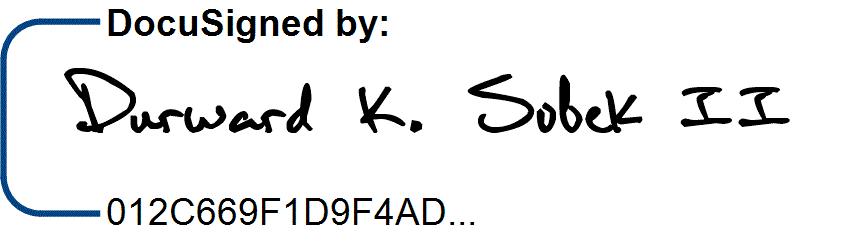 DocuSigned by:
Durward K. Sobek II
012C669F1D9F4AD...